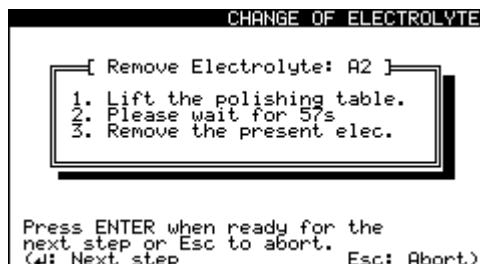 CHANGE OF ELECTROLYTE
[ Remove Electrolyte: A2 ]
1. Lift the polishing table.
2. Please wait for 57s
3. Remove the present elec.
Press ENTER when ready for the
next step or Esc to abort.
(↲: Next step Esc: Abort)